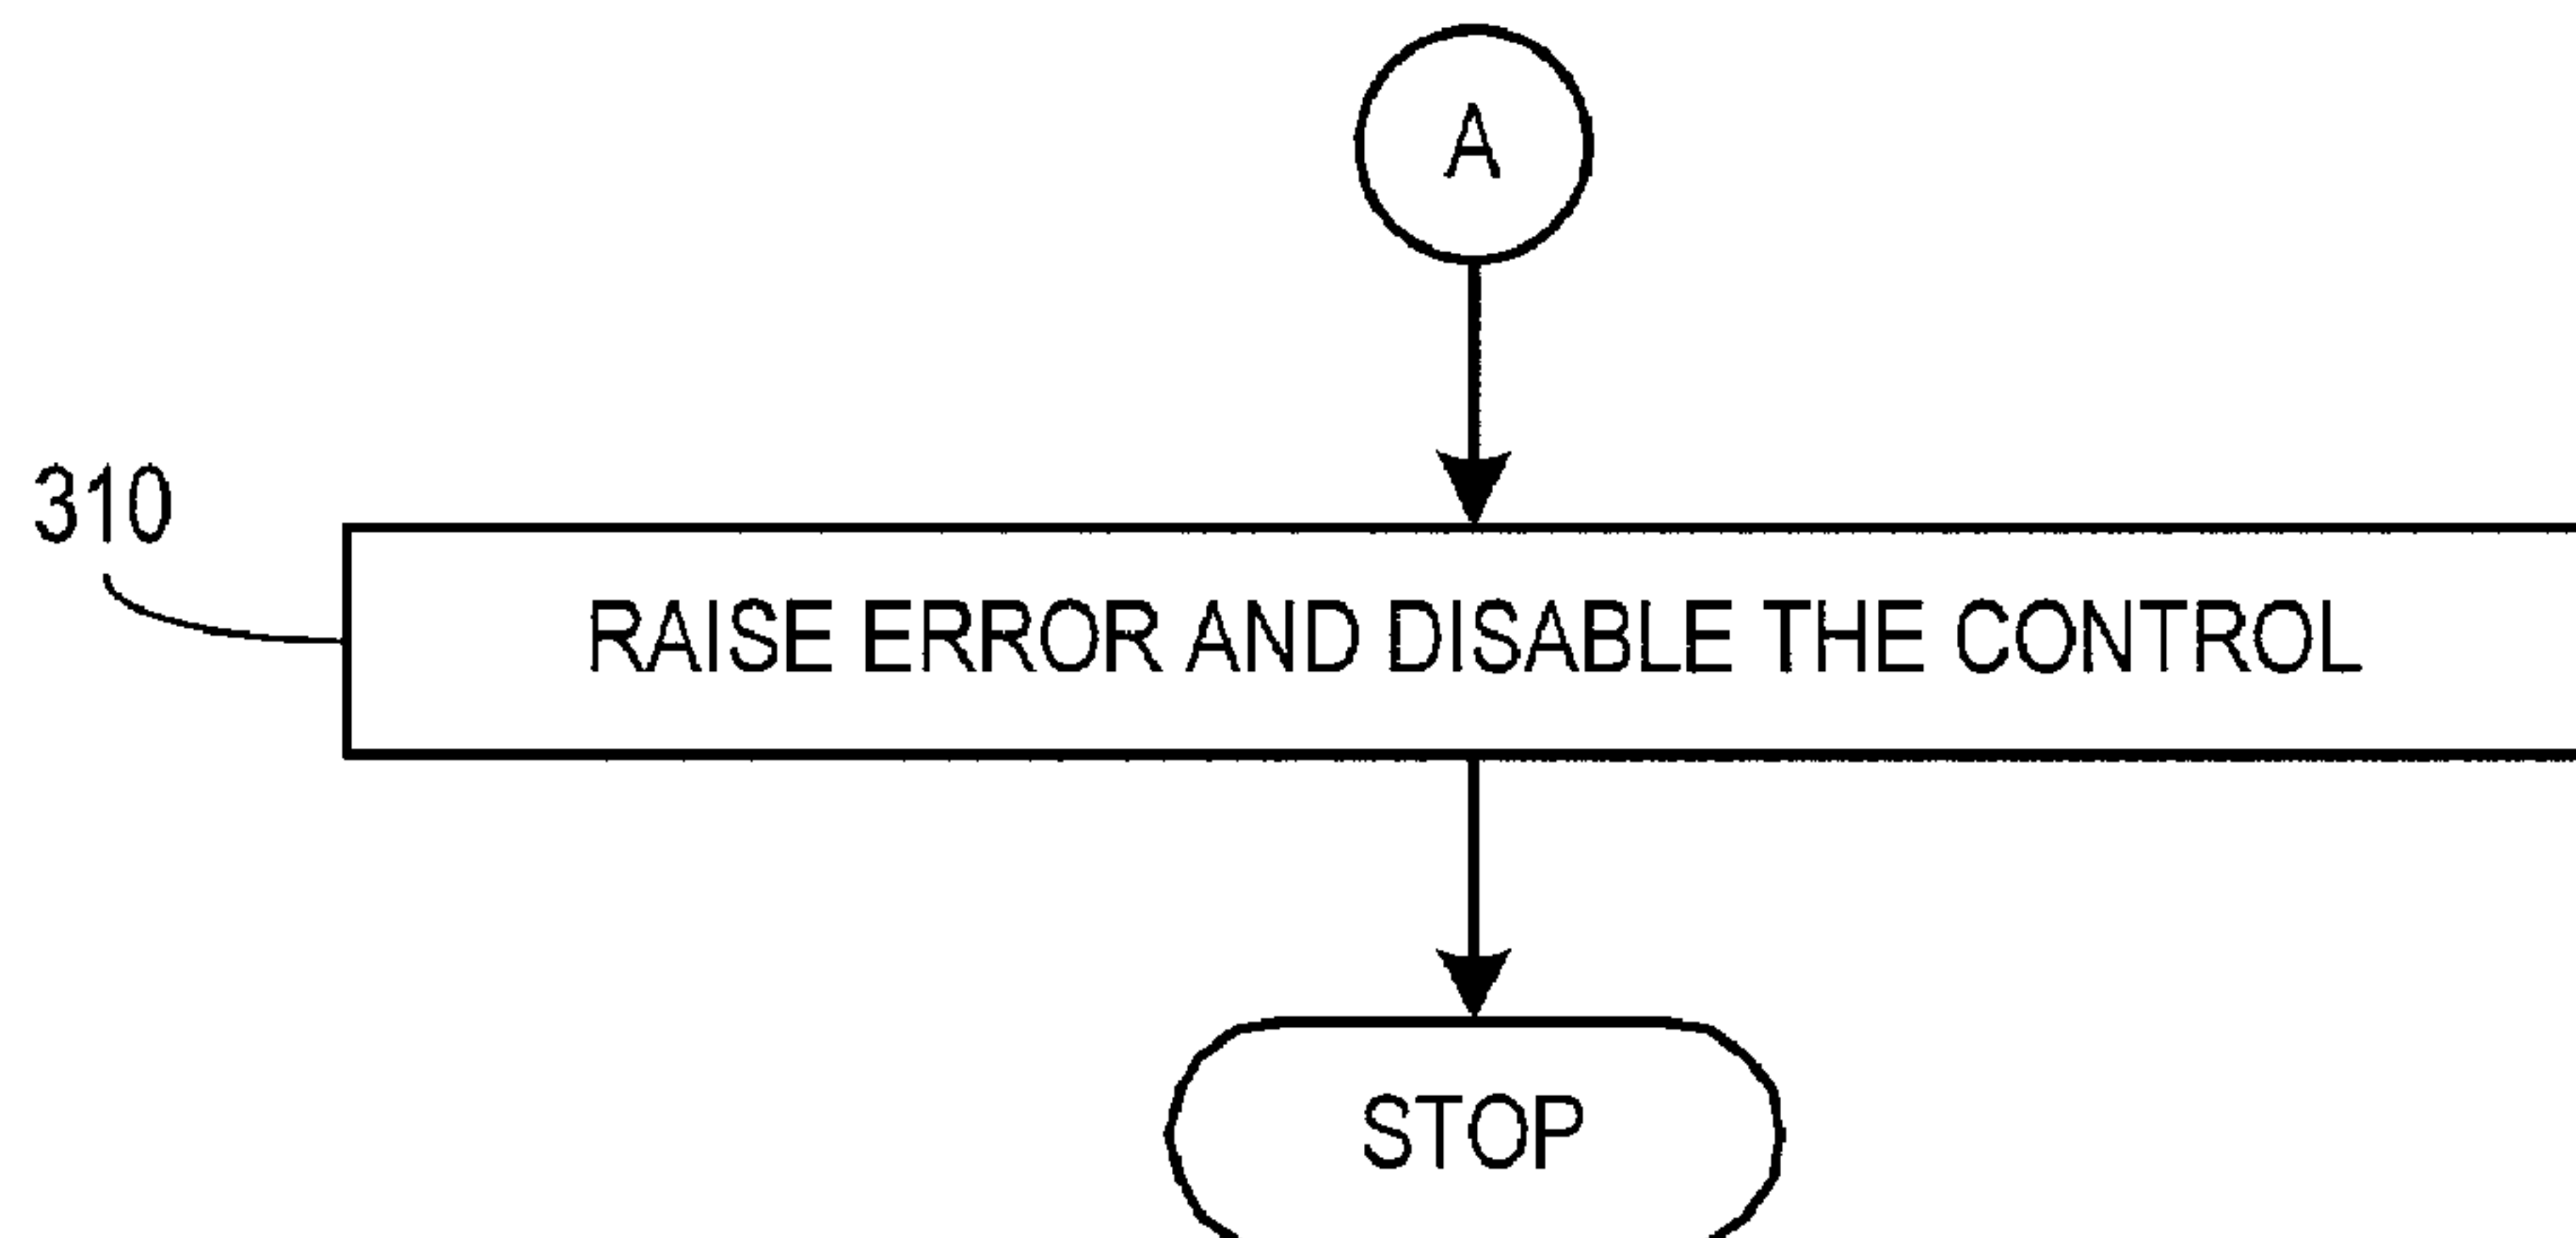 A
310
RAISE ERROR AND DISABLE THE CONTROL
STOP